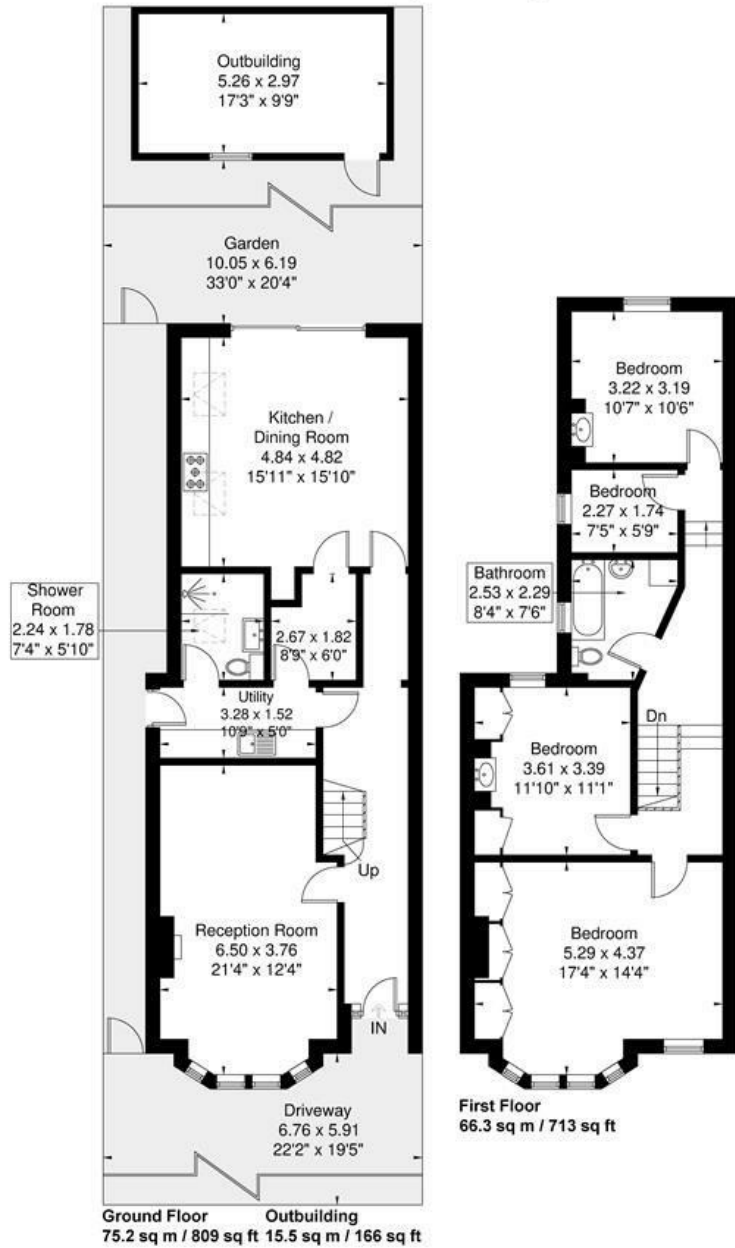 Outbuilding
5.26 x 2.97
17'3" x 9'9"
Garden
10.05 x 6.19
33'0" x 20'4"
Kitchen /
Dining Room
4.84 x 4.82
15'11" x 15'10"
Shower
Room
2.24 x 1.78
7'4" x 5'10"
2.67 x 1.82
8'9" x 6'0"
Utility
3.28 x 1.52
10'9" x 5'0"
Up
Reception Room
6.50 x 3.76
21'4" x 12'4"
IN
Driveway
6.76 x 5.91
22'2" x 19'5"
Ground Floor
75.2 sq m / 809 sq ft
Outbuilding
15.5 sq m / 166 sq ft
Bedroom
3.22 x 3.19
10'7" x 10'6"
Bedroom
2.27 x 1.74
7'5" x 5'9"
Bathroom
2.53 x 2.29
8'4" x 7'6"
Dn
Bedroom
3.61 x 3.39
11'10" x 11'1"
Bedroom
5.29 x 4.37
17'4" x 14'4"
First Floor
66.3 sq m / 713 sq ft